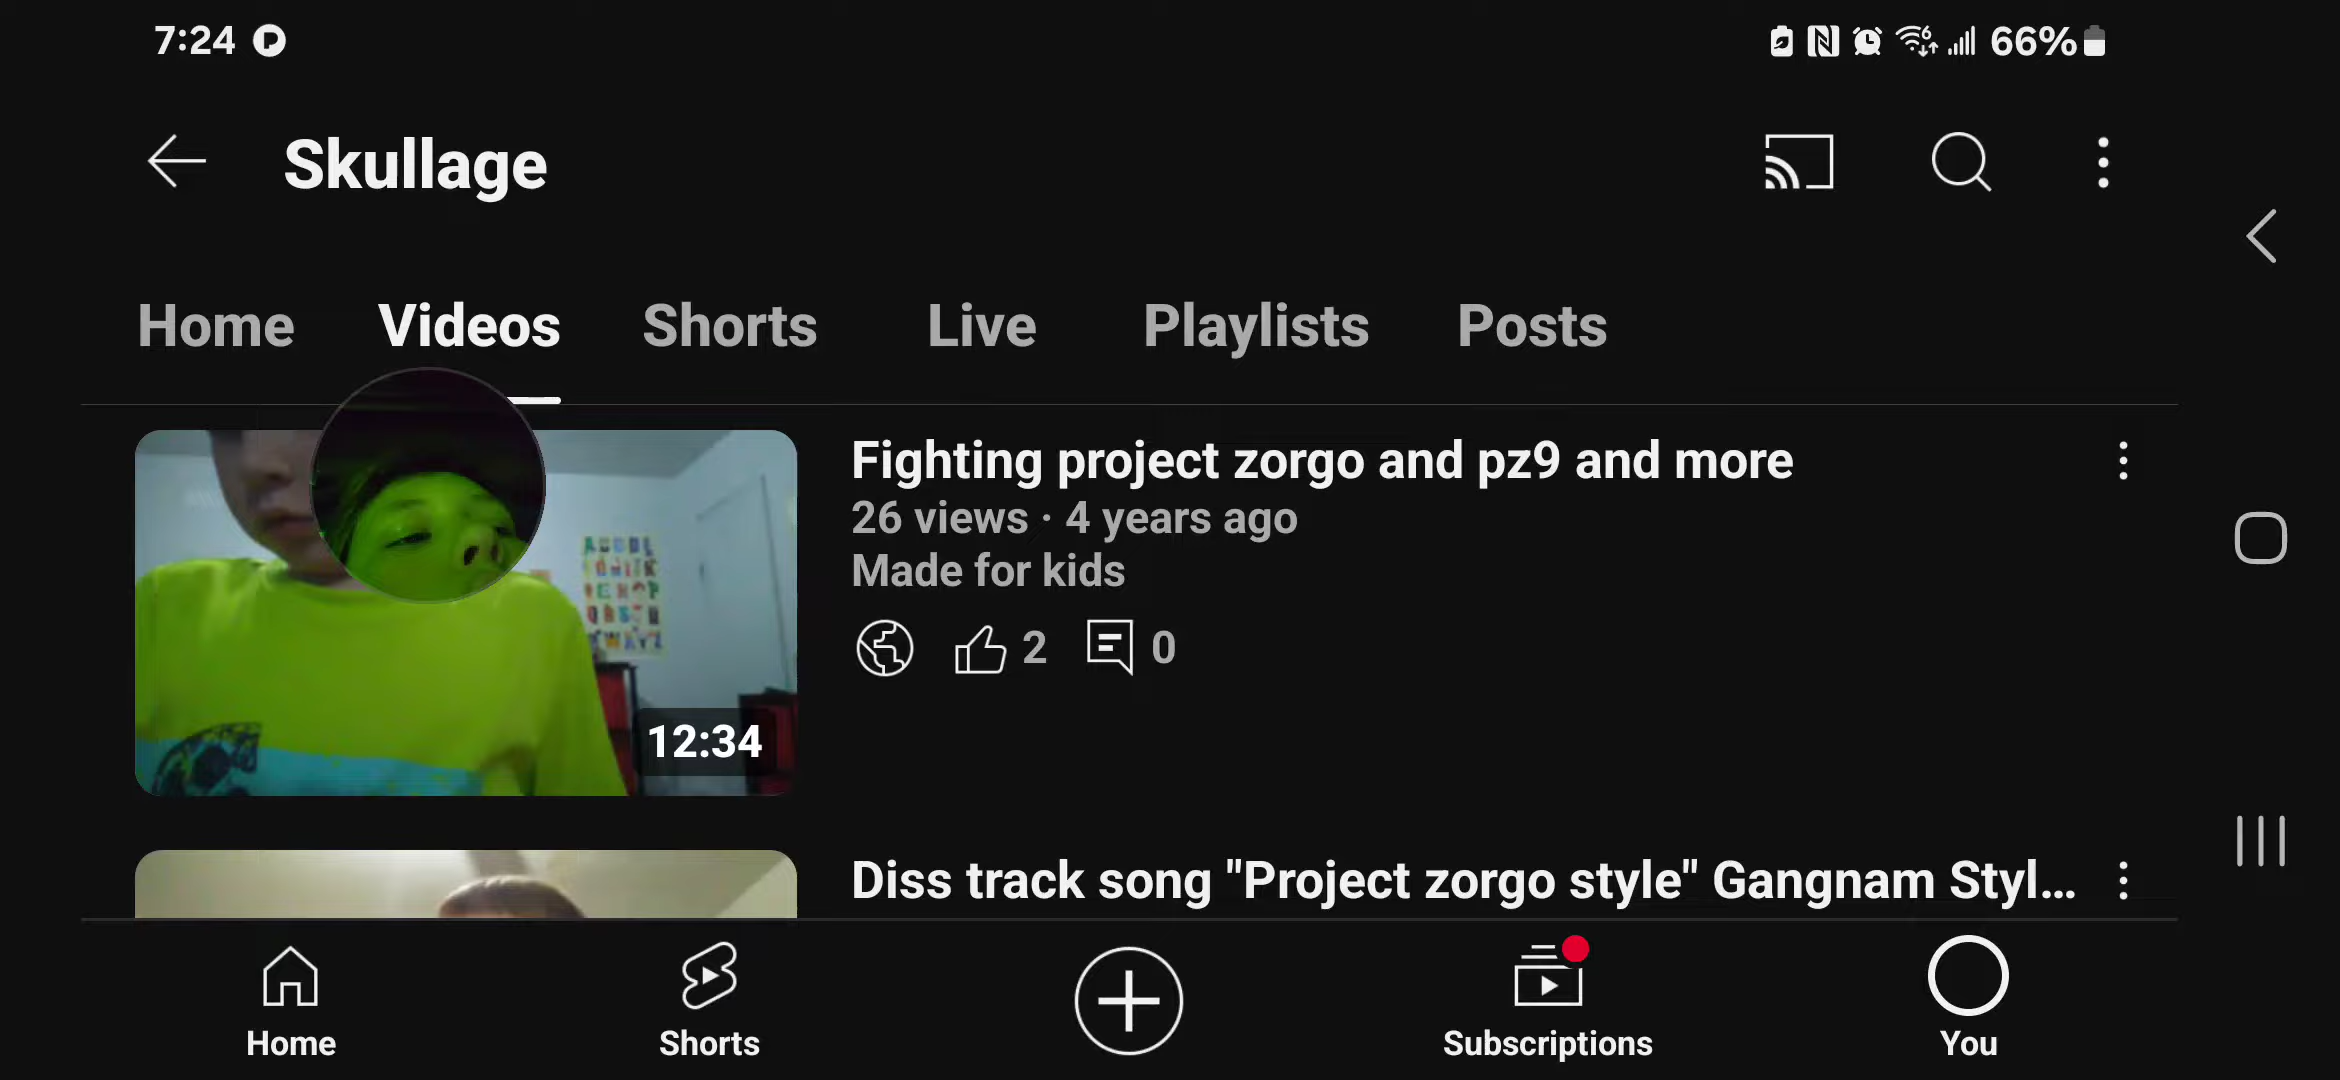 7:24
66%
Skullage
Home Videos Shorts Live Playlists Posts
Fighting project zorgo and pz9 and more
26 views · 4 years ago
Made for kids
2 0
12:34
Diss track song "Project zorgo style" Gangnam Styl...
Home Shorts Subscriptions You